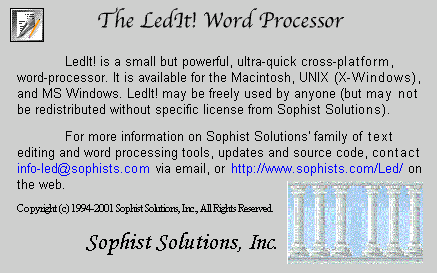 The LedIt! Word Processor
LedIt! is a small but powerful, ultra-quick cross-platform,
word-processor. It is available for the Macintosh, UNIX (X-Windows),
and MS Windows. LedIt! may be freely used by anyone (but may not
be redistributed without specific license from Sophist Solutions).
For more information on Sophist Solutions' family of text
editing and word processing tools, updates and source code, contact
info-led@sophists.com via email, or http://www.sophists.com/Led/ on
the web.
Copyright (c) 1994-2001 Sophist Solutions, Inc., All Rights Reserved.
Sophist Solutions, Inc.